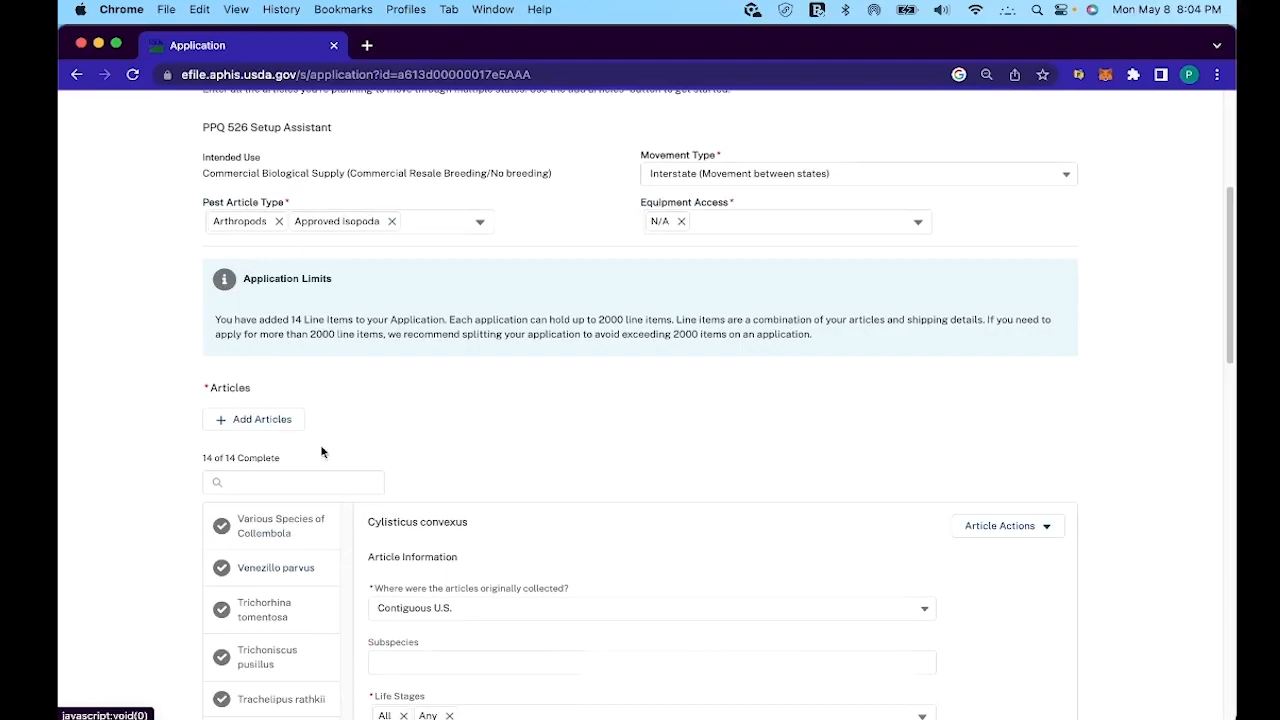 Chrome File Edit View History Bookmarks Profiles Tab Window Help Mon May 8 8:04 PM
Application
efile.aphis.usda.gov/s/application?id=a613d00000017e5AAA P
Enter all the articles you're planning to move through multiple states. Use the add articles button to get started.
PPQ 526 Setup Assistant
Intended Use
Commercial Biological Supply (Commercial Resale Breeding/No breeding)
Movement Type*
Interstate (Movement between states)
Pest Article Type*
Arthropods Approved Isopoda
Equipment Access*
N/A
Application Limits
You have added 14 Line Items to your Application. Each application can hold up to 2000 line items. Line items are a combination of your articles and shipping details. If you need to
apply for more than 2000 line items, we recommend splitting your application to avoid exceeding 2000 items on an application.
* Articles
+ Add Articles
14 of 14 Complete
Various Species of
Collembola
Venezillo parvus
Trichorhina
tomentosa
Trichoniscus
pusillus
Trachelipus rathkii
Cylisticus convexus
Article Actions
Article Information
*Where were the articles originally collected?
Contiguous U.S.
Subspecies
*Life Stages
All Any
javascript:void(0)